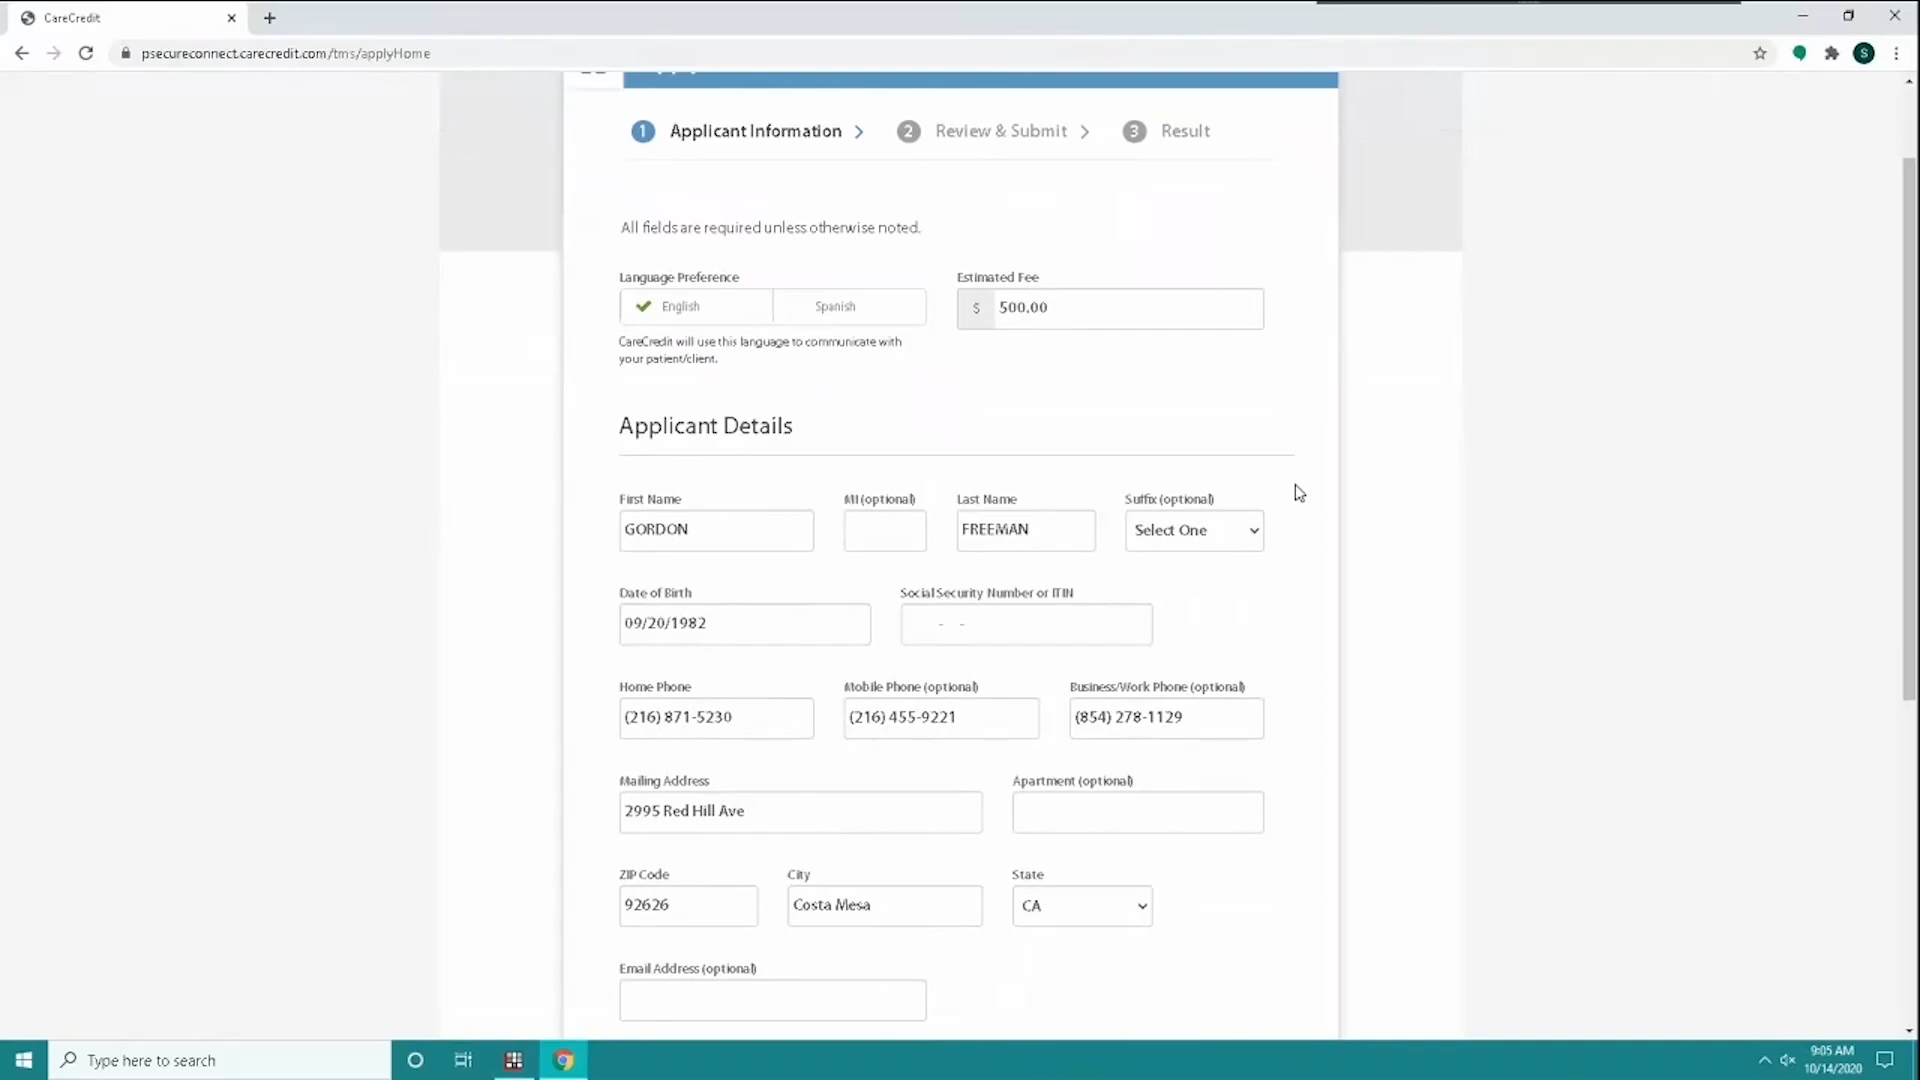 CareCredit
psecureconnect.carecredit.com/tms/applyHome
1 Applicant Information 2 Review & Submit 3 Result
All fields are required unless otherwise noted.
Language Preference Estimated Fee
English Spanish $ 500.00
CareCredit will use this language to communicate with
your patient/client.
Applicant Details
First Name MI (optional) Last Name Suffix (optional)
GORDON FREEMAN Select One
Date of Birth Social Security Number or ITIN
09/20/1982 - -
Home Phone Mobile Phone (optional) Business/Work Phone (optional)
(216) 871-5230 (216) 455-9221 (854) 278-1129
Mailing Address Apartment (optional)
2995 Red Hill Ave
ZIP Code City State
92626 Costa Mesa CA
Email Address (optional)
Type here to search
9:05 AM
10/14/2020
S